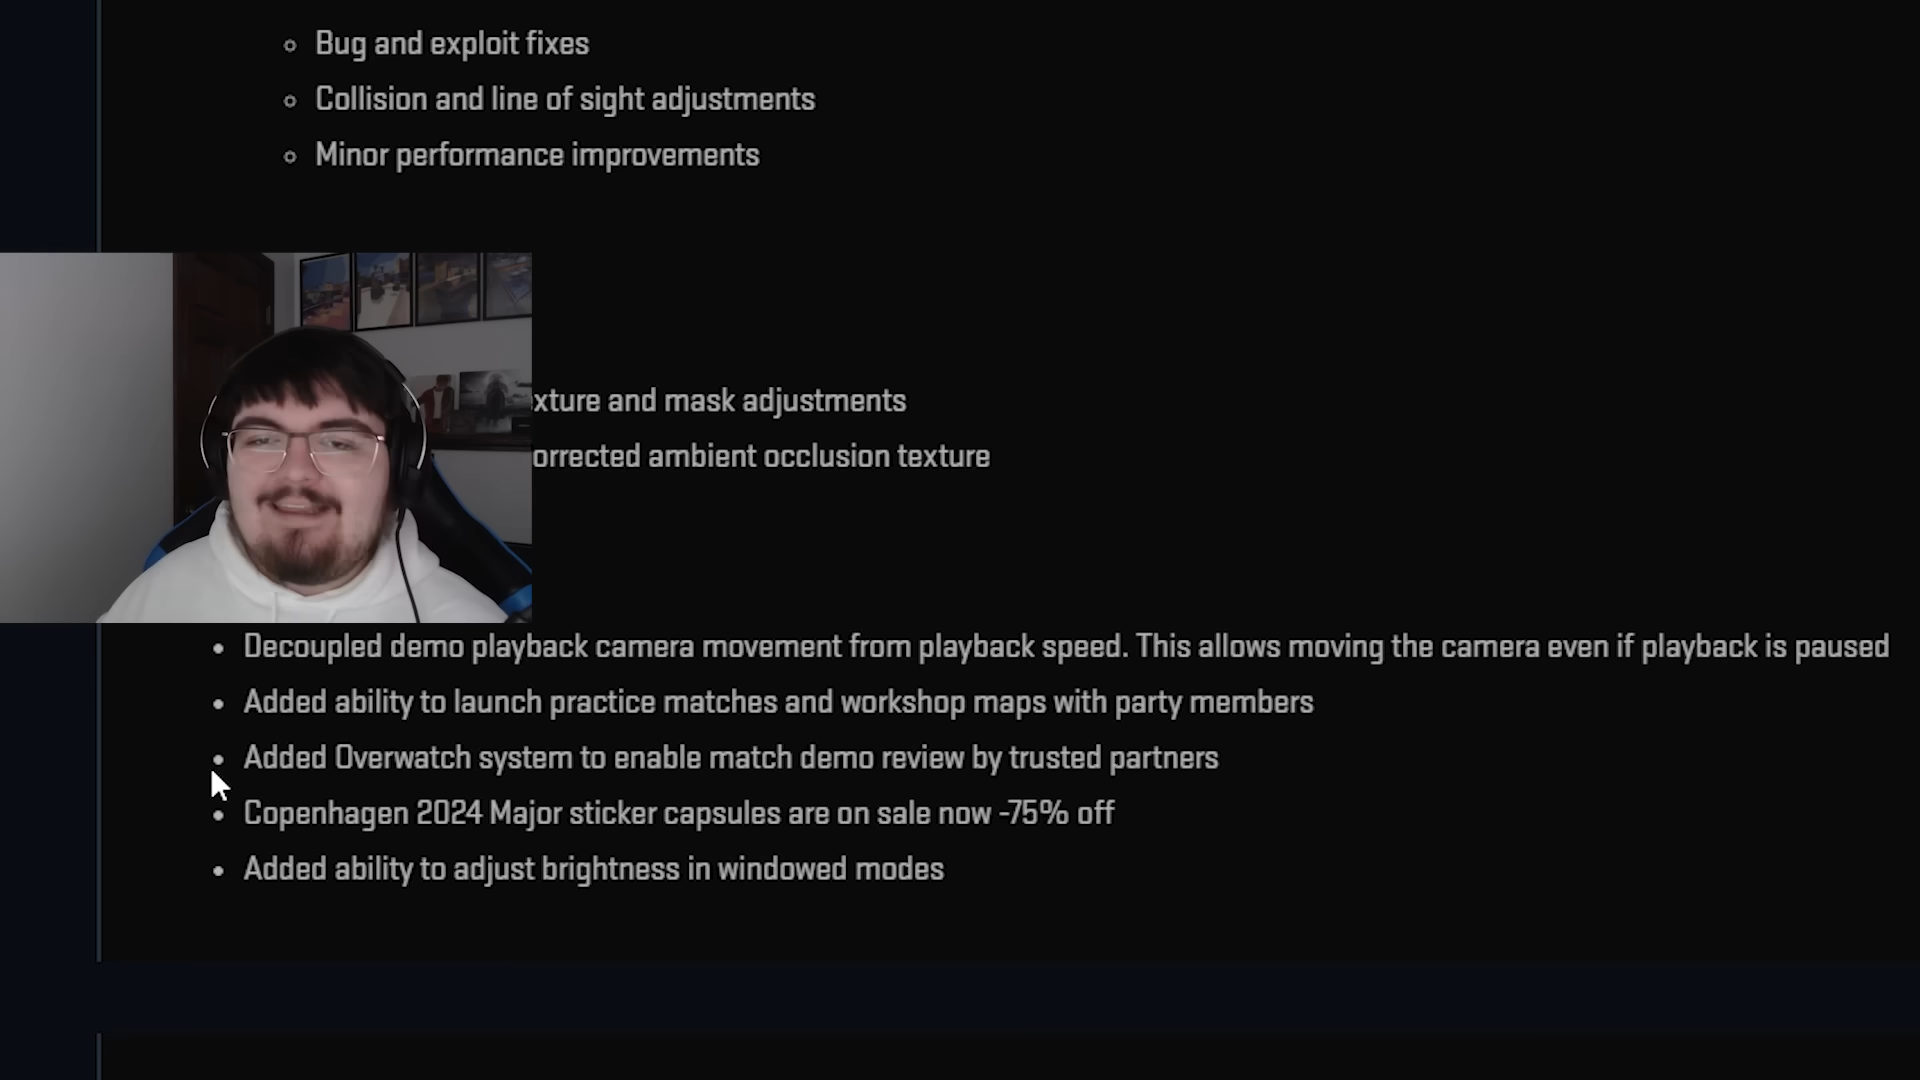 Bug and exploit fixes
Collision and line of sight adjustments
Minor performance improvements
xture and mask adjustments
orrected ambient occlusion texture
Decoupled demo playback camera movement from playback speed. This allows moving the camera even if playback is paused
Added ability to launch practice matches and workshop maps with party members
Added Overwatch system to enable match demo review by trusted partners
Copenhagen 2024 Major sticker capsules are on sale now -75% off
Added ability to adjust brightness in windowed modes